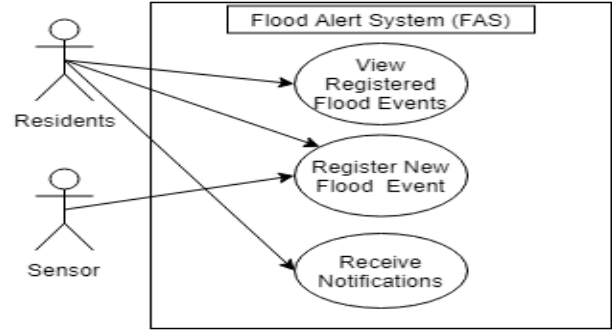 Flood Alert System (FAS)
View
Registered
Flood Events
Residents
Register New
Flood Event
Sensor
Receive
Notifications